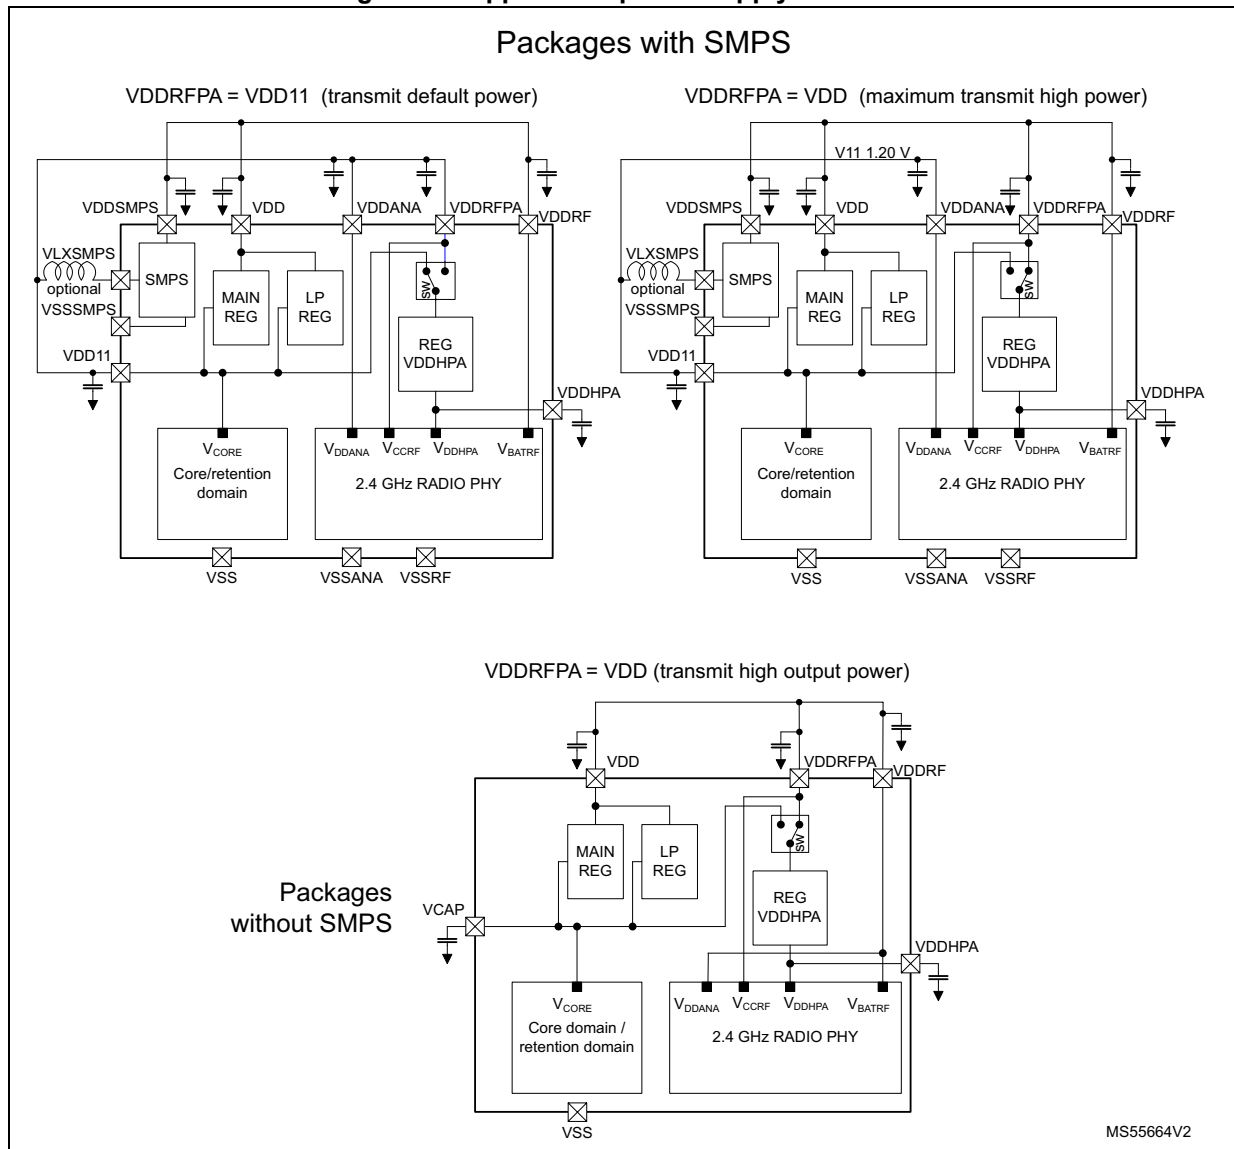 Packages with SMPS
VDDRFPA = VDD11 (transmit default power)
VDDSMPS
VDD
VDDANA
VDDRFPA
VDDRF
VLXSMPS
optional
VSSSMPS
VDD11
SMPS
MAIN
REG
LP
REG
SW
REG
VDDHPA
VDDHPA
VCORE
Core/retention
domain
VDDANA
VCCRF
VDDHPA
VBATRF
2.4 GHz RADIO PHY
VSS
VSSANA
VSSRF
VDDRFPA = VDD (maximum transmit high power)
V11 1.20 V
VDDSMPS
VDD
VDDANA
VDDRFPA
VDDRF
VLXSMPS
optional
VSSSMPS
VDD11
SMPS
MAIN
REG
LP
REG
SW
REG
VDDHPA
VDDHPA
VCORE
Core/retention
domain
VDDANA
VCCRF
VDDHPA
VBATRF
2.4 GHz RADIO PHY
VSS
VSSANA
VSSRF
VDDRFPA = VDD (transmit high output power)
Packages
without SMPS
VDD
VDDRFPA
VDDRF
MAIN
REG
LP
REG
SW
REG
VDDHPA
VCAP
VDDHPA
VCORE
Core domain /
retention domain
VDDANA
VCCRF
VDDHPA
VBATRF
2.4 GHz RADIO PHY
VSS
MS55664V2